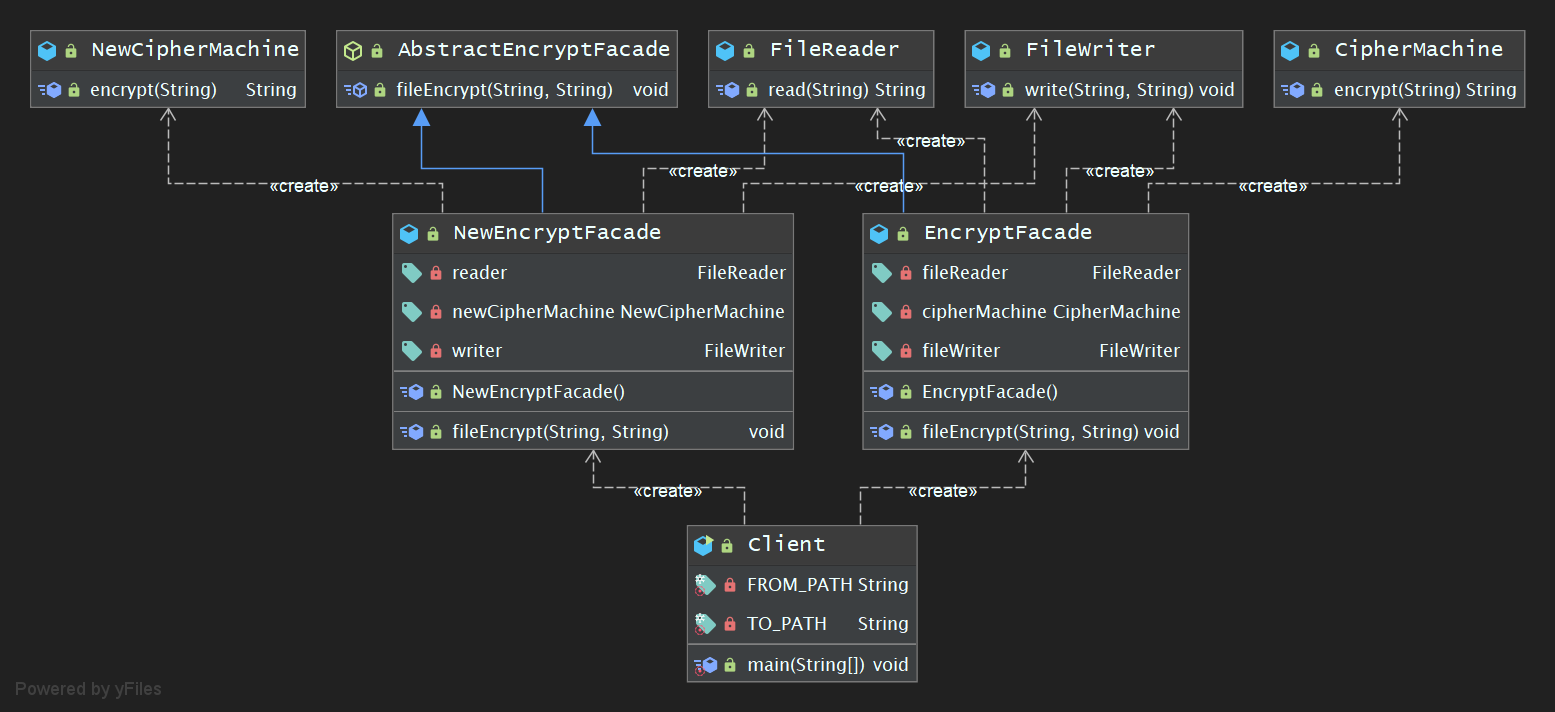 NewCipherMachine
encrypt(String) String
AbstractEncryptFacade
fileEncrypt(String, String) void
FileReader
read(String) String
FileWriter
write(String, String) void
CipherMachine
encrypt(String) String
«create»
«create»
«create»
«create»
«create»
«create»
NewEncryptFacade
reader FileReader
newCipherMachine NewCipherMachine
writer FileWriter
NewEncryptFacade()
fileEncrypt(String, String) void
EncryptFacade
fileReader FileReader
cipherMachine CipherMachine
fileWriter FileWriter
EncryptFacade()
fileEncrypt(String, String) void
«create»
«create»
Client
FROM_PATH String
TO_PATH String
main(String[]) void
Powered by yFiles